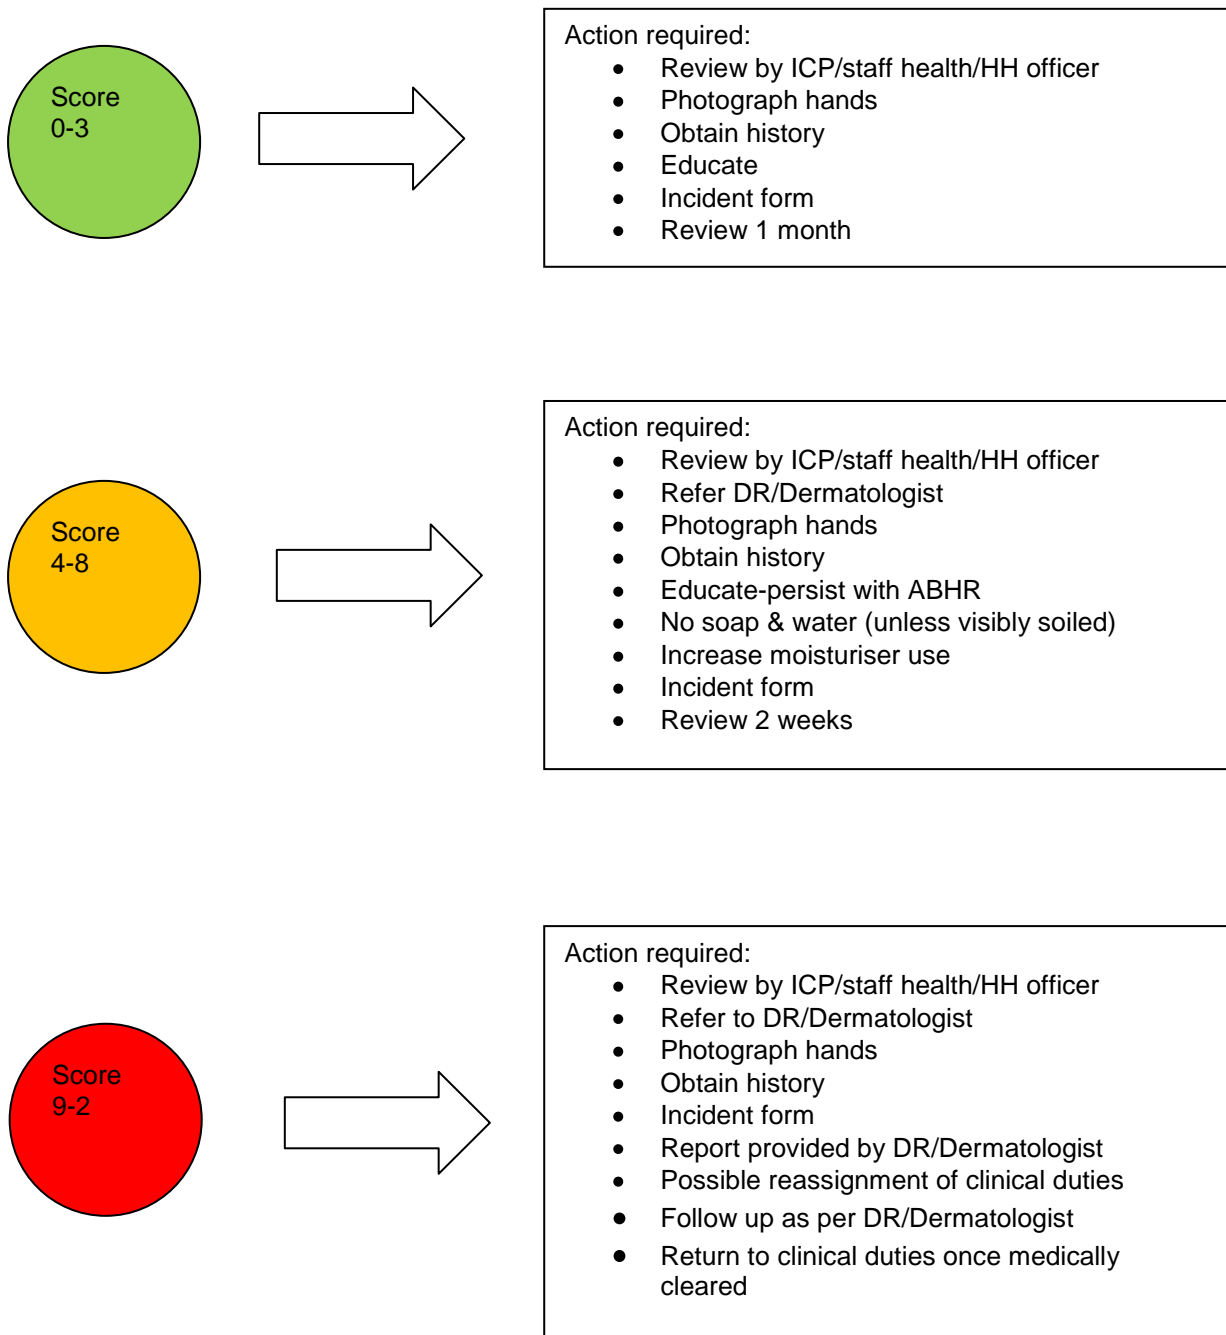 Score
0-3
Action required:
• Review by ICP/staff health/HH officer
• Photograph hands
• Obtain history
• Educate
• Incident form
• Review 1 month
Score
4-8
Action required:
• Review by ICP/staff health/HH officer
• Refer DR/Dermatologist
• Photograph hands
• Obtain history
• Educate-persist with ABHR
• No soap & water (unless visibly soiled)
• Increase moisturiser use
• Incident form
• Review 2 weeks
Score
9-2
Action required:
• Review by ICP/staff health/HH officer
• Refer to DR/Dermatologist
• Photograph hands
• Obtain history
• Incident form
• Report provided by DR/Dermatologist
• Possible reassignment of clinical duties
• Follow up as per DR/Dermatologist
• Return to clinical duties once medically
cleared